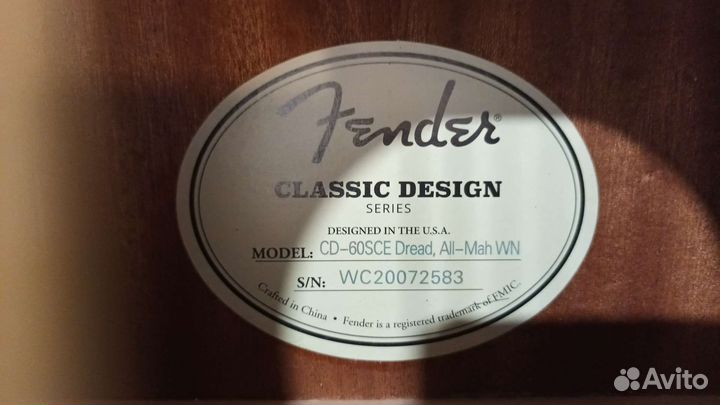 Fender®
CLASSIC DESIGN
SERIES
DESIGNED IN THE U.S.A.
MODEL: CD-60SCE Dread, All-Mah WN
S/N: WC20072583
Crafted in China • Fender is a registered trademark of FMIC.
Avito